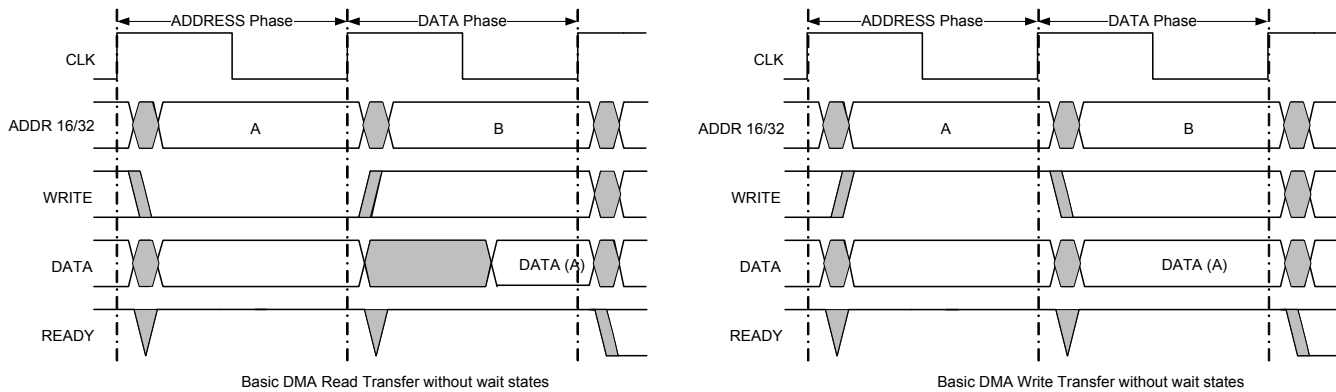 ADDRESS Phase DATA Phase
CLK
ADDR 16/32 A B
WRITE
DATA DATA (A)
READY
Basic DMA Read Transfer without wait states
ADDRESS Phase DATA Phase
CLK
ADDR 16/32 A B
WRITE
DATA DATA (A)
READY
Basic DMA Write Transfer without wait states